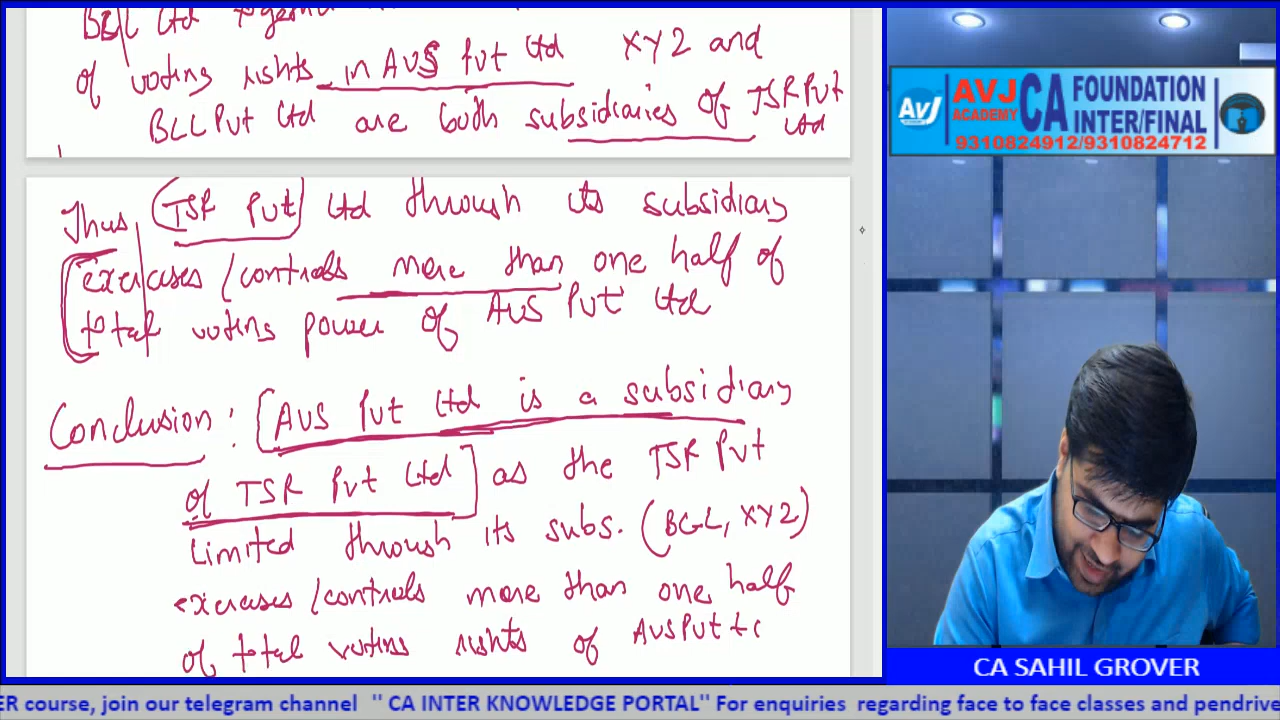 BCL Ltd
of voting rights in AVS Pvt Ltd XYZ and
BCL Pvt Ltd are both subsidiaries of TSR Pvt
Ltd
Thus TSR Pvt Ltd through its subsidiary
exercises / controls more than one half of
total voting power of AVS Pvt Ltd
Conclusion : [AVS Pvt Ltd is a subsidiary
of TSR Pvt Ltd] as the TSR Pvt
Limited through its subs. (BCL, XYZ)
exercises / controls more than one half
of total voting rights of AVS Pvt
AVJ
AVJ
ACADEMY
CA
FOUNDATION
INTER/FINAL
9310824912/9310824712
CA SAHIL GROVER
ER course, join our telegram channel " CA INTER KNOWLEDGE PORTAL" For enquiries regarding face to face classes and pendrive